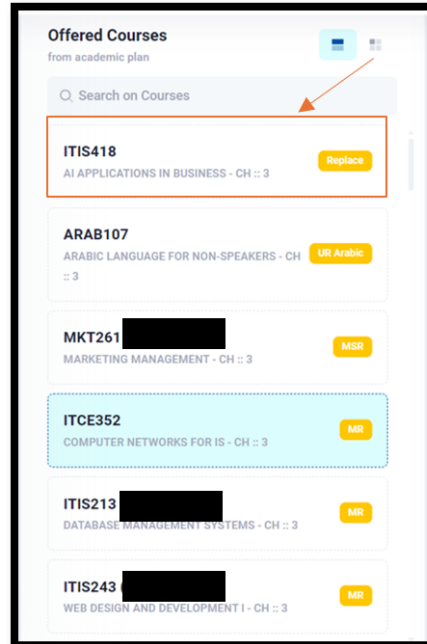 Offered Courses
from academic plan
Search on Courses
ITIS418
Replace
AI APPLICATIONS IN BUSINESS - CH :: 3
ARAB107
UR Arabic
ARABIC LANGUAGE FOR NON-SPEAKERS - CH
:: 3
MKT261
MSR
MARKETING MANAGEMENT - CH :: 3
ITCE352
MR
COMPUTER NETWORKS FOR IS - CH :: 3
ITIS213
MR
DATABASE MANAGEMENT SYSTEMS - CH :: 3
ITIS243 (
MR
WEB DESIGN AND DEVELOPMENT I - CH :: 3